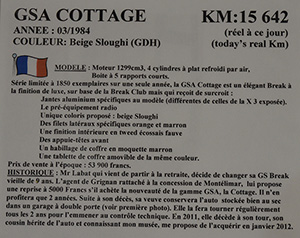 GSA COTTAGE
KM:15 642
ANNEE : 03/1984
(réel à ce jour)
COULEUR: Beige Sloughi (GDH)
(today's real Km)
MODELE : Moteur 1299cm3, 4 cylindres à plat refroidi par air,
Boite à 5 rapports courts.
Série limitée à 1850 exemplaires sur une seule année, la GSA Cottage est un élégant Break à
la finition de luxe, sur base de la Break Club mais qui reçoit de surcroit :
Jantes aluminium spécifiques au modèle (différentes de celles de la X 3 exposée).
Le pré-équipement radio
Unique coloris proposé : beige Sloughi
Des filets latéraux spécifiques orange et marron
Une finition intérieure en tweed écossais fauve
Des appuie-têtes avant
Un habillage de coffre en moquette marron
Une tablette de coffre amovible de la même couleur.
Prix de vente à l'époque : 53 900 francs.
HISTORIQUE : Mr Labat qui vient de partir à la retraite, décide de changer sa GS Break
vieille de 9 ans. L'agent de Grignan rattaché à la concession de Montélimar, lui propose
une reprise à 5000 Francs s'il achète la nouveauté de la gamme GSA, la Cottage. Il n'en
profitera que 2 années. Suite à son décès, sa veuve conservera l'auto stockée bien au sec
dans un garage à double porte (voir première photo). Elle la fera tourner régulièrement
tous les 2 ans pour l'emmener au contrôle technique. En 2011, elle décède à son tour, son
cousin hérite de l'auto et connaissant mon musée, me propose de l'acquérir en janvier 2012.